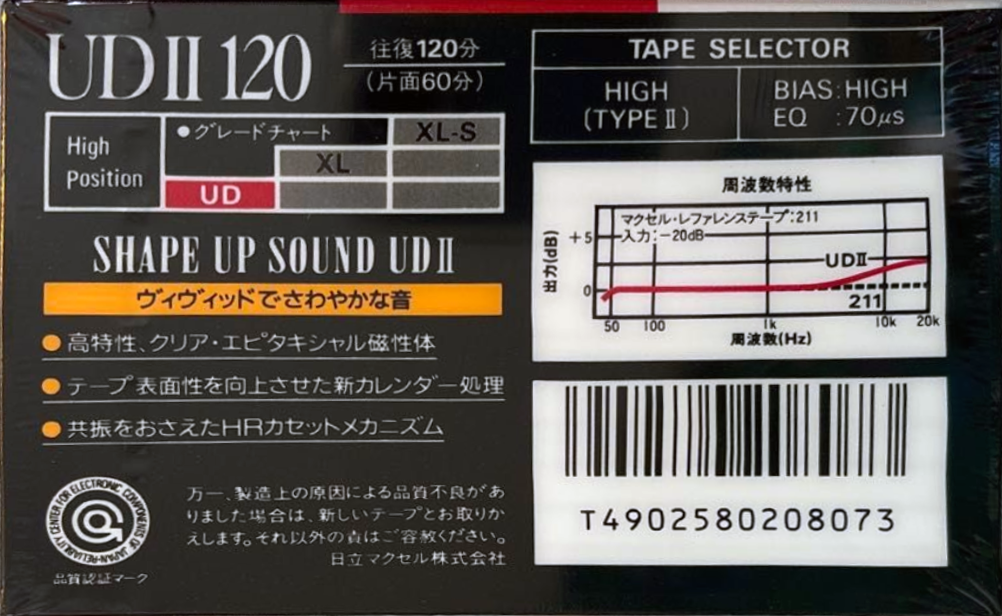 UDII 120
往復120分
(片面60分)
High
Position
●グレードチャート
XL-S
XL
UD
SHAPE UP SOUND UDII
ヴィヴィッドでさわやかな音
●高特性、クリア・エピタキシャル磁性体
●テープ表面性を向上させた新カレンダー処理
●共振をおさえたHRカセットメカニズム
RELIABILITY CENTER FOR ELECTRONIC COMPONENTS OF JAPAN
品質認証マーク
万一、製造上の原因による品質不良があ
りました場合は、新しいテープとお取りか
えします。それ以外の責はご容赦ください。
日立マクセル株式会社
TAPE SELECTOR
HIGH
(TYPE II)
BIAS:HIGH
EQ :70μs
周波数特性
マクセル・レファレンステープ:211
入力:-20dB
出力(dB)
+5
0
UDII
211
50 100 1k 10k 20k
周波数(Hz)
T4902580208073